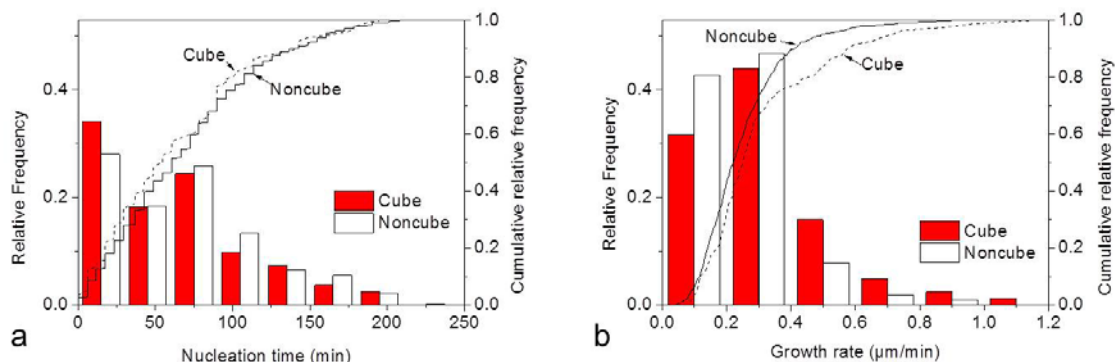 Relative Frequency
0.4
0.2
0.0
Cube
Noncube
Cube
Noncube
1.0
0.8
0.6
0.4
0.2
0.0
Cumulative relative frequency
0 50 100 150 200 250
Nucleation time (min)
a
Relative Frequency
0.4
0.2
0.0
Noncube
Cube
Cube
Noncube
1.0
0.8
0.6
0.4
0.2
0.0
Cumulative relative frequency
0.0 0.2 0.4 0.6 0.8 1.0 1.2
Growth rate (μm/min)
b